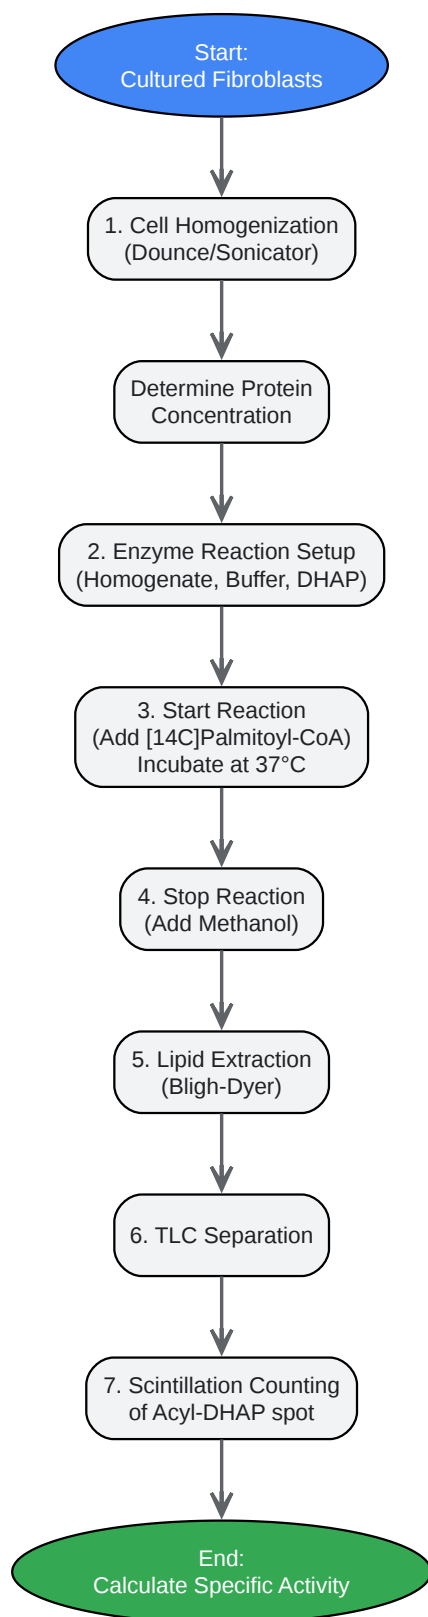 Start:
Cultured Fibroblasts
1. Cell Homogenization
(Dounce/Sonicator)
Determine Protein
Concentration
2. Enzyme Reaction Setup
(Homogenate, Buffer, DHAP)
3. Start Reaction
(Add [14C]Palmitoyl-CoA)
Incubate at 37°C
4. Stop Reaction
(Add Methanol)
5. Lipid Extraction
(Bligh-Dyer)
6. TLC Separation
7. Scintillation Counting
of Acyl-DHAP spot
End:
Calculate Specific Activity